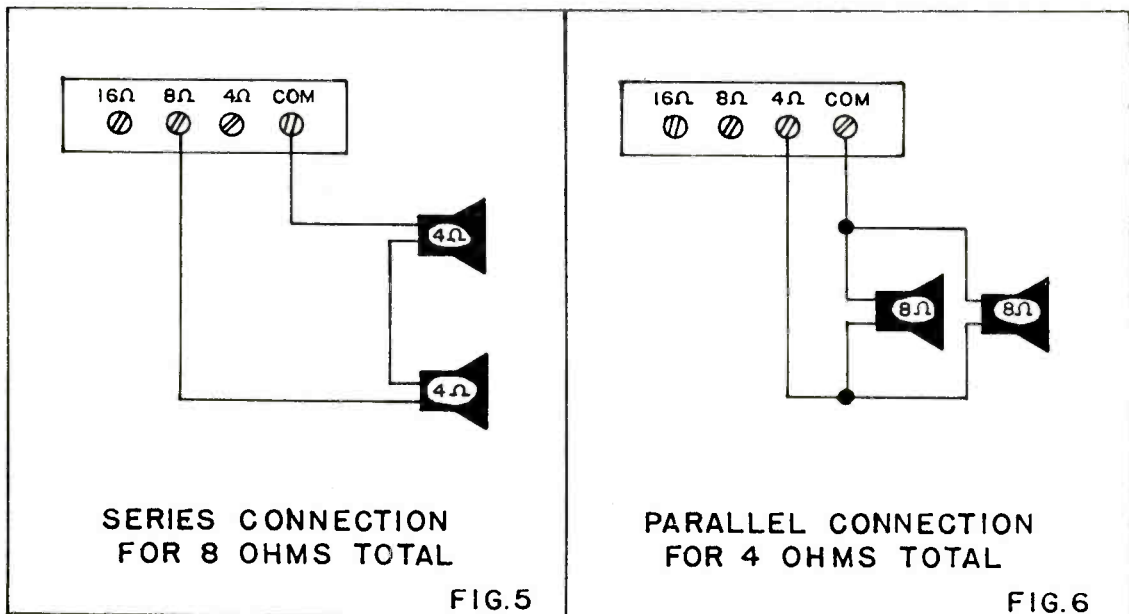 16Ω 8Ω 4Ω COM
4Ω
4Ω
SERIES CONNECTION
FOR 8 OHMS TOTAL
FIG.5
16Ω 8Ω 4Ω COM
8Ω 8Ω
PARALLEL CONNECTION
FOR 4 OHMS TOTAL
FIG.6